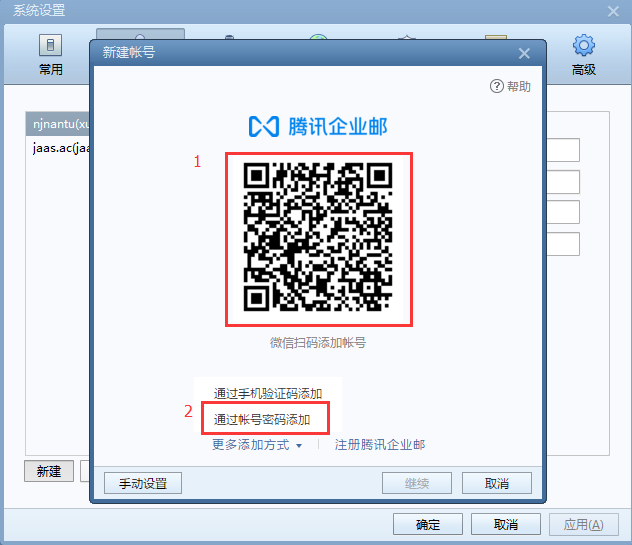 系统设置
新建帐号
常用
高级
帮助
腾讯企业邮
njnantu(xu
jaas.ac(jaa
1
微信扫码添加帐号
通过手机验证码添加
2
通过帐号密码添加
更多添加方式
注册腾讯企业邮
新建
手动设置
继续
取消
确定
取消
应用(A)